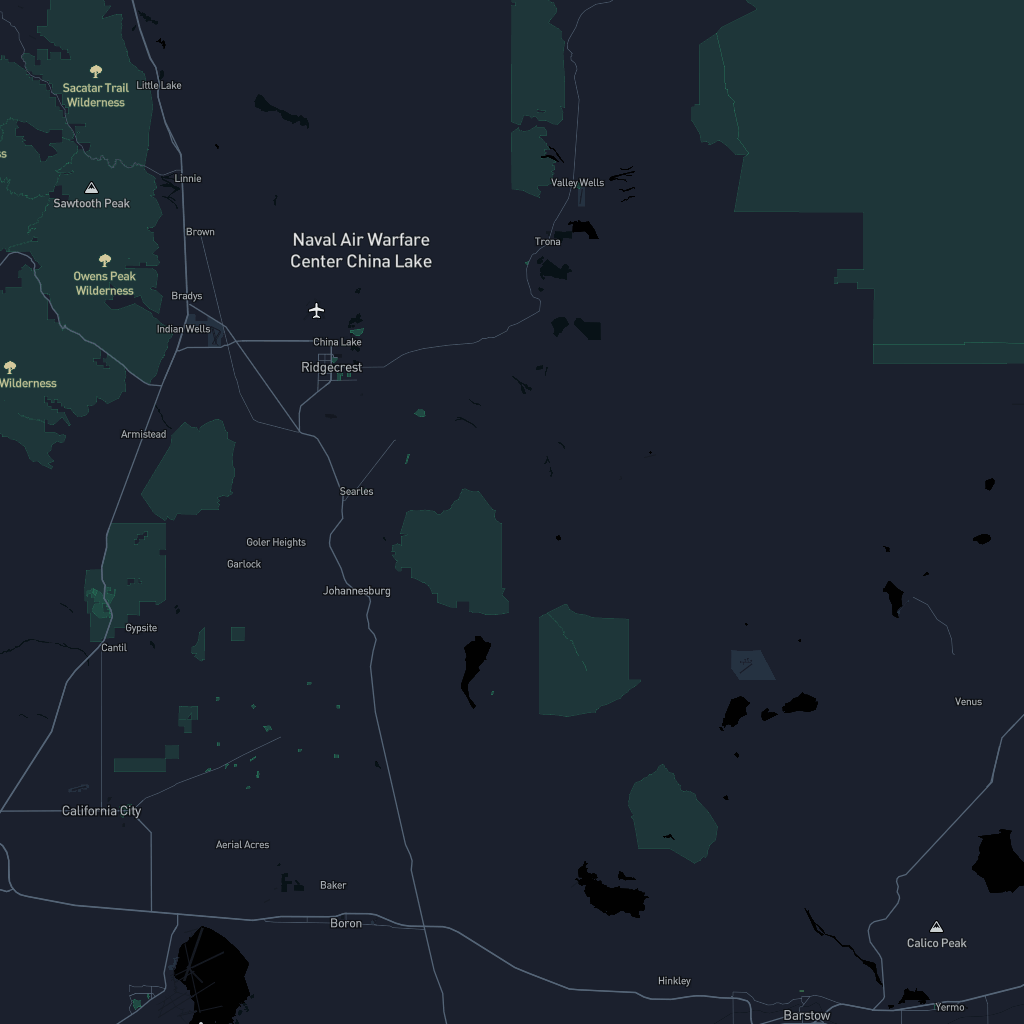 Sacatar Trail
Wilderness
Little Lake
ss
Linnie
Valley Wells
Sawtooth Peak
Brown
Naval Air Warfare
Center China Lake
Trona
Owens Peak
Wilderness
Bradys
Indian Wells
China Lake
Ridgecrest
Wilderness
Armistead
Searles
Goler Heights
Garlock
Johannesburg
Gypsite
Cantil
Venus
California City
Aerial Acres
Baker
Boron
Calico Peak
Hinkley
Yermo
Barstow